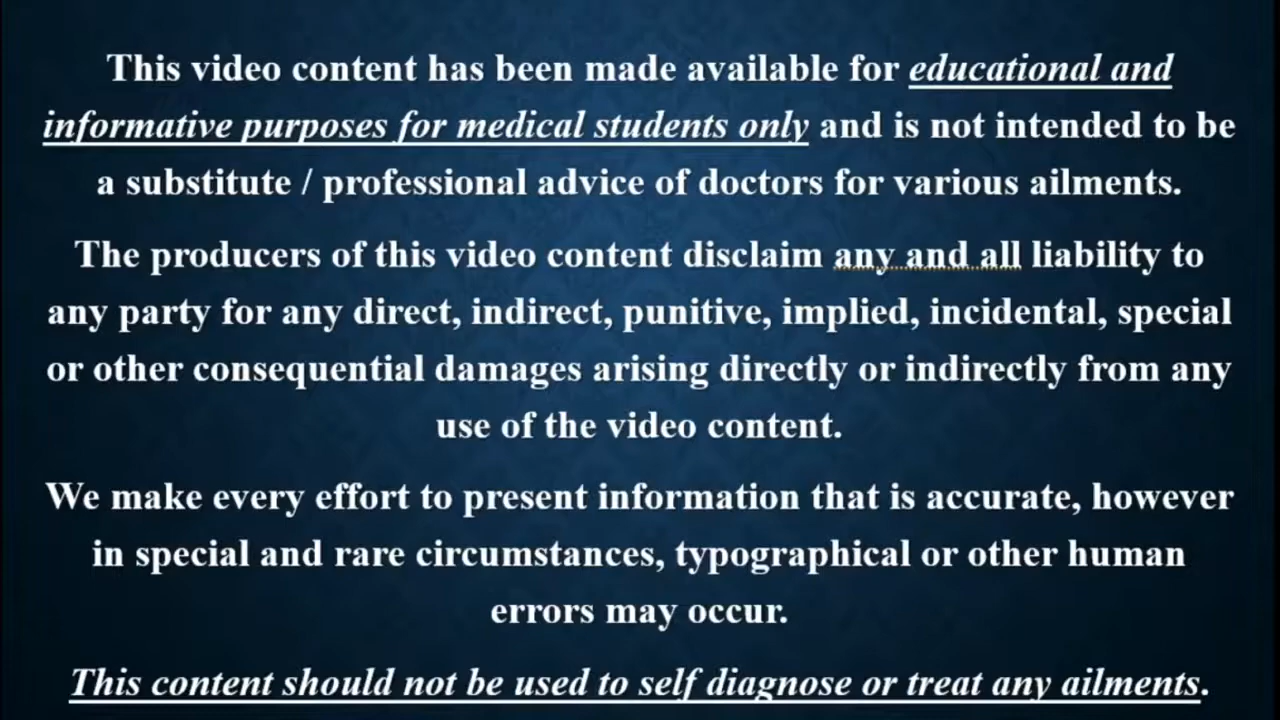 This video content has been made available for educational and
informative purposes for medical students only and is not intended to be
a substitute / professional advice of doctors for various ailments.
The producers of this video content disclaim any and all liability to
any party for any direct, indirect, punitive, implied, incidental, special
or other consequential damages arising directly or indirectly from any
use of the video content.
We make every effort to present information that is accurate, however
in special and rare circumstances, typographical or other human
errors may occur.
This content should not be used to self diagnose or treat any ailments.